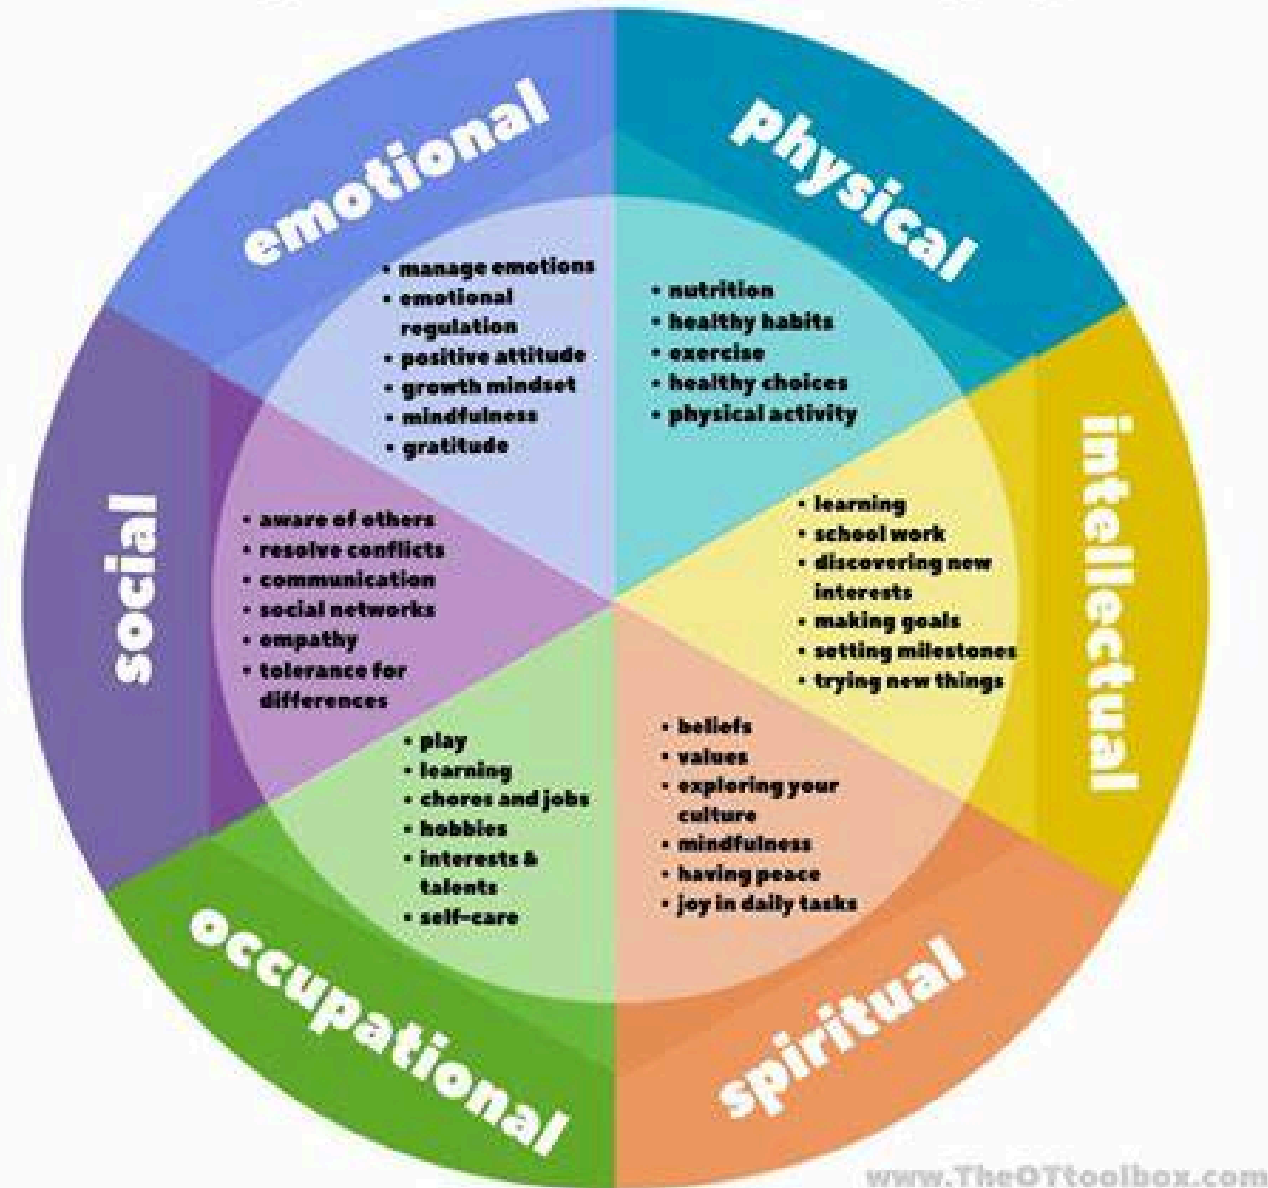 emotional
• manage emotions
• emotional
regulation
• positive attitude
• growth mindset
• mindfulness
• gratitude
physical
• nutrition
• healthy habits
• exercise
• healthy choices
• physical activity
intellectual
• learning
• school work
• discovering new
interests
• making goals
• setting milestones
• trying new things
spiritual
• beliefs
• values
• exploring your
culture
• mindfulness
• having peace
• joy in daily tasks
occupational
• play
• learning
• chores and jobs
• hobbies
• interests &
talents
• self-care
social
• aware of others
• resolve conflicts
• communication
• social networks
• empathy
• tolerance for
differences
www.TheOTtoolbox.com